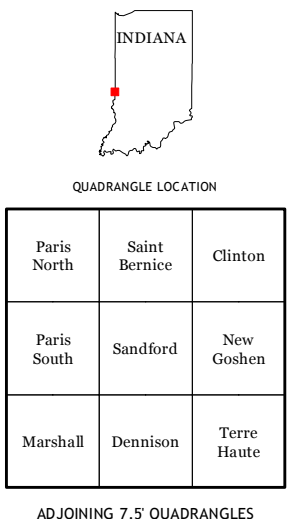 INDIANA
QUADRANGLE LOCATION
Paris
North
Saint
Bernice
Clinton
Paris
South
Sandford
New
Goshen
Marshall
Dennison
Terre
Haute
ADJOINING 7.5' QUADRANGLES